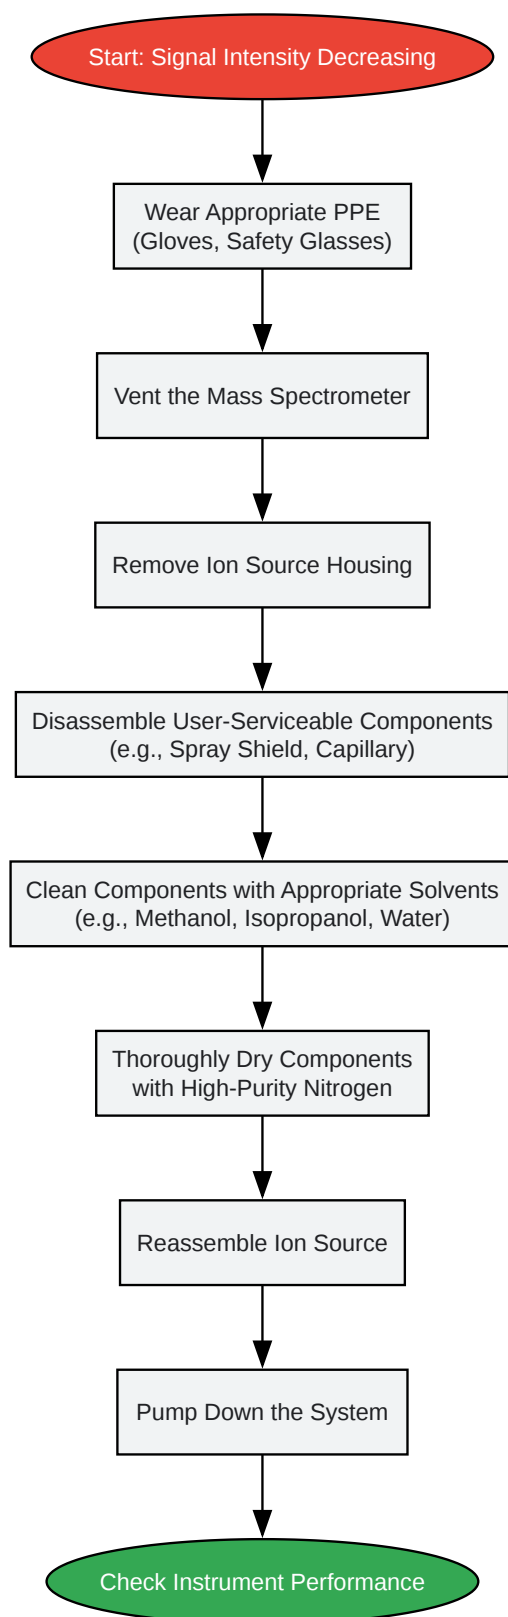 Start: Signal Intensity Decreasing
Wear Appropriate PPE
(Gloves, Safety Glasses)
Vent the Mass Spectrometer
Remove Ion Source Housing
Disassemble User-Serviceable Components
(e.g., Spray Shield, Capillary)
Clean Components with Appropriate Solvents
(e.g., Methanol, Isopropanol, Water)
Thoroughly Dry Components
with High-Purity Nitrogen
Reassemble Ion Source
Pump Down the System
Check Instrument Performance